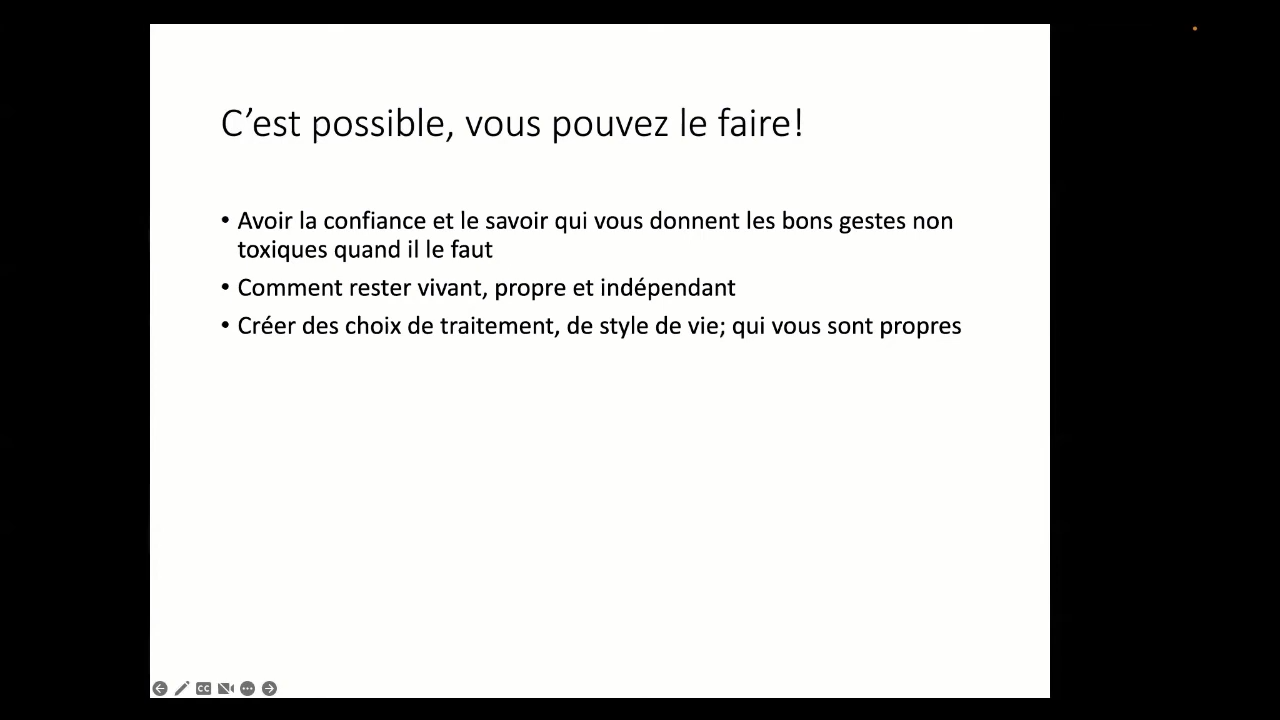 C’est possible, vous pouvez le faire!
• Avoir la confiance et le savoir qui vous donnent les bons gestes non
toxiques quand il le faut
• Comment rester vivant, propre et indépendant
• Créer des choix de traitement, de style de vie; qui vous sont propres
CC